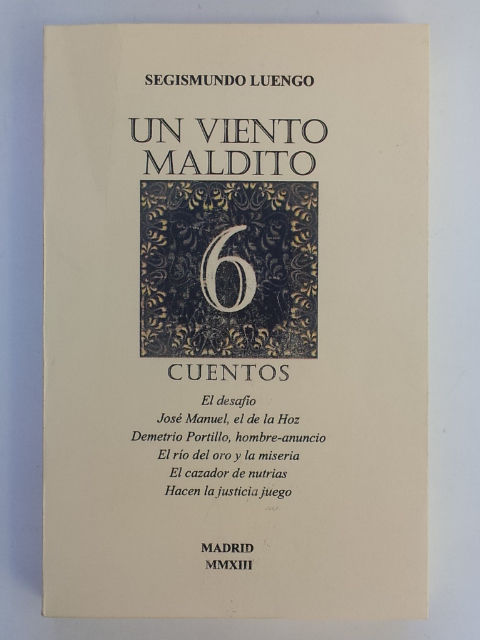 SEGISMUNDO LUENGO
UN VIENTO
MALDITO
6
CUENTOS
El desafío
José Manuel, el de la Hoz
Demetrio Portillo, hombre-anuncio
El río del oro y la miseria
El cazador de nutrias
Hacen la justicia juego
MADRID
MMXIII